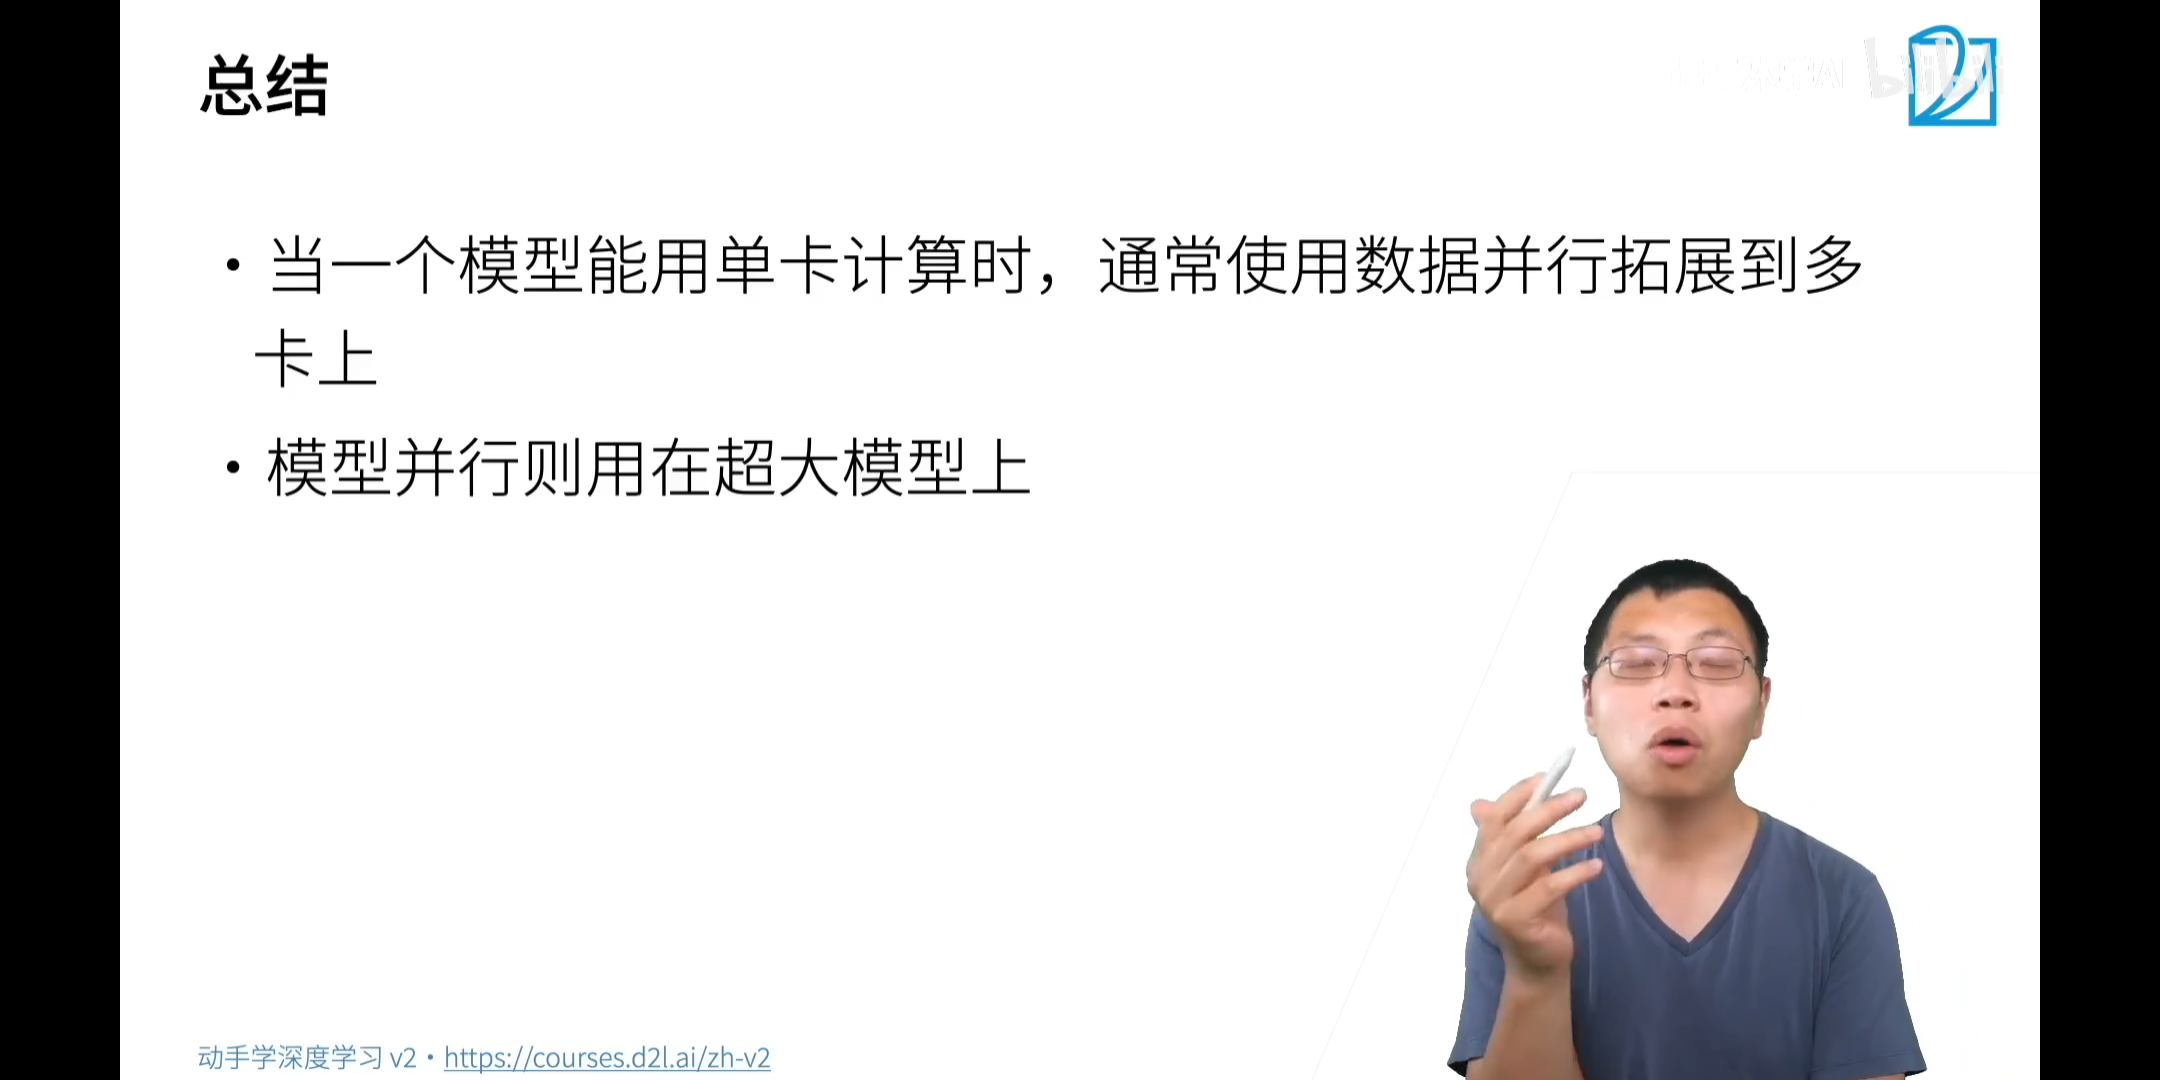 总结
bilibili
• 当一个模型能用单卡计算时，通常使用数据并行拓展到多
卡上
• 模型并行则用在超大模型上
动手学深度学习 v2 • https://courses.d2l.ai/zh-v2